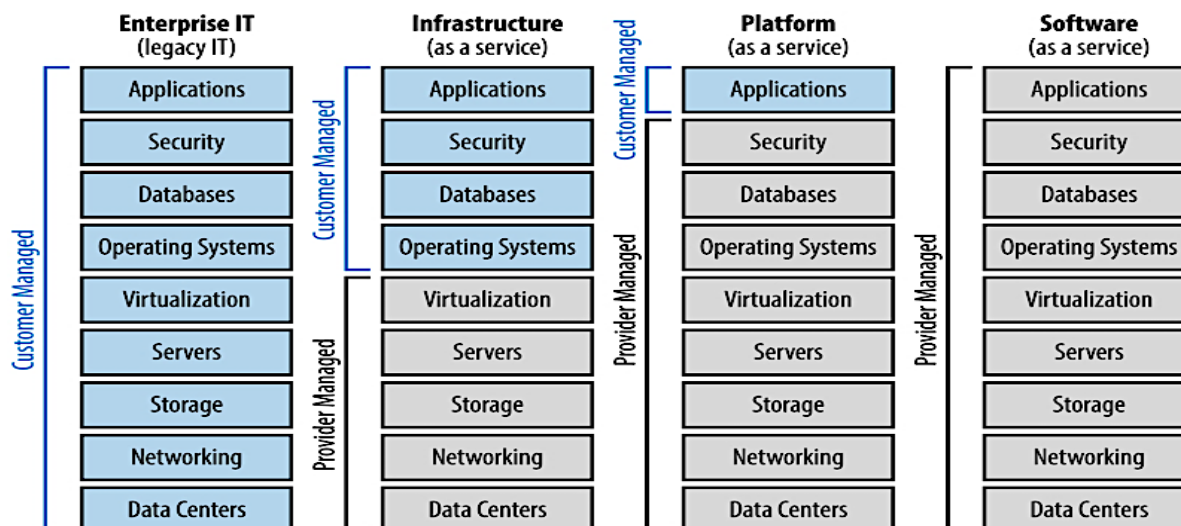 Enterprise IT
(legacy IT)
Customer Managed
Applications
Security
Databases
Operating Systems
Virtualization
Servers
Storage
Networking
Data Centers
Infrastructure
(as a service)
Customer Managed
Provider Managed
Applications
Security
Databases
Operating Systems
Virtualization
Servers
Storage
Networking
Data Centers
Platform
(as a service)
Customer Managed
Provider Managed
Applications
Security
Databases
Operating Systems
Virtualization
Servers
Storage
Networking
Data Centers
Software
(as a service)
Provider Managed
Applications
Security
Databases
Operating Systems
Virtualization
Servers
Storage
Networking
Data Centers